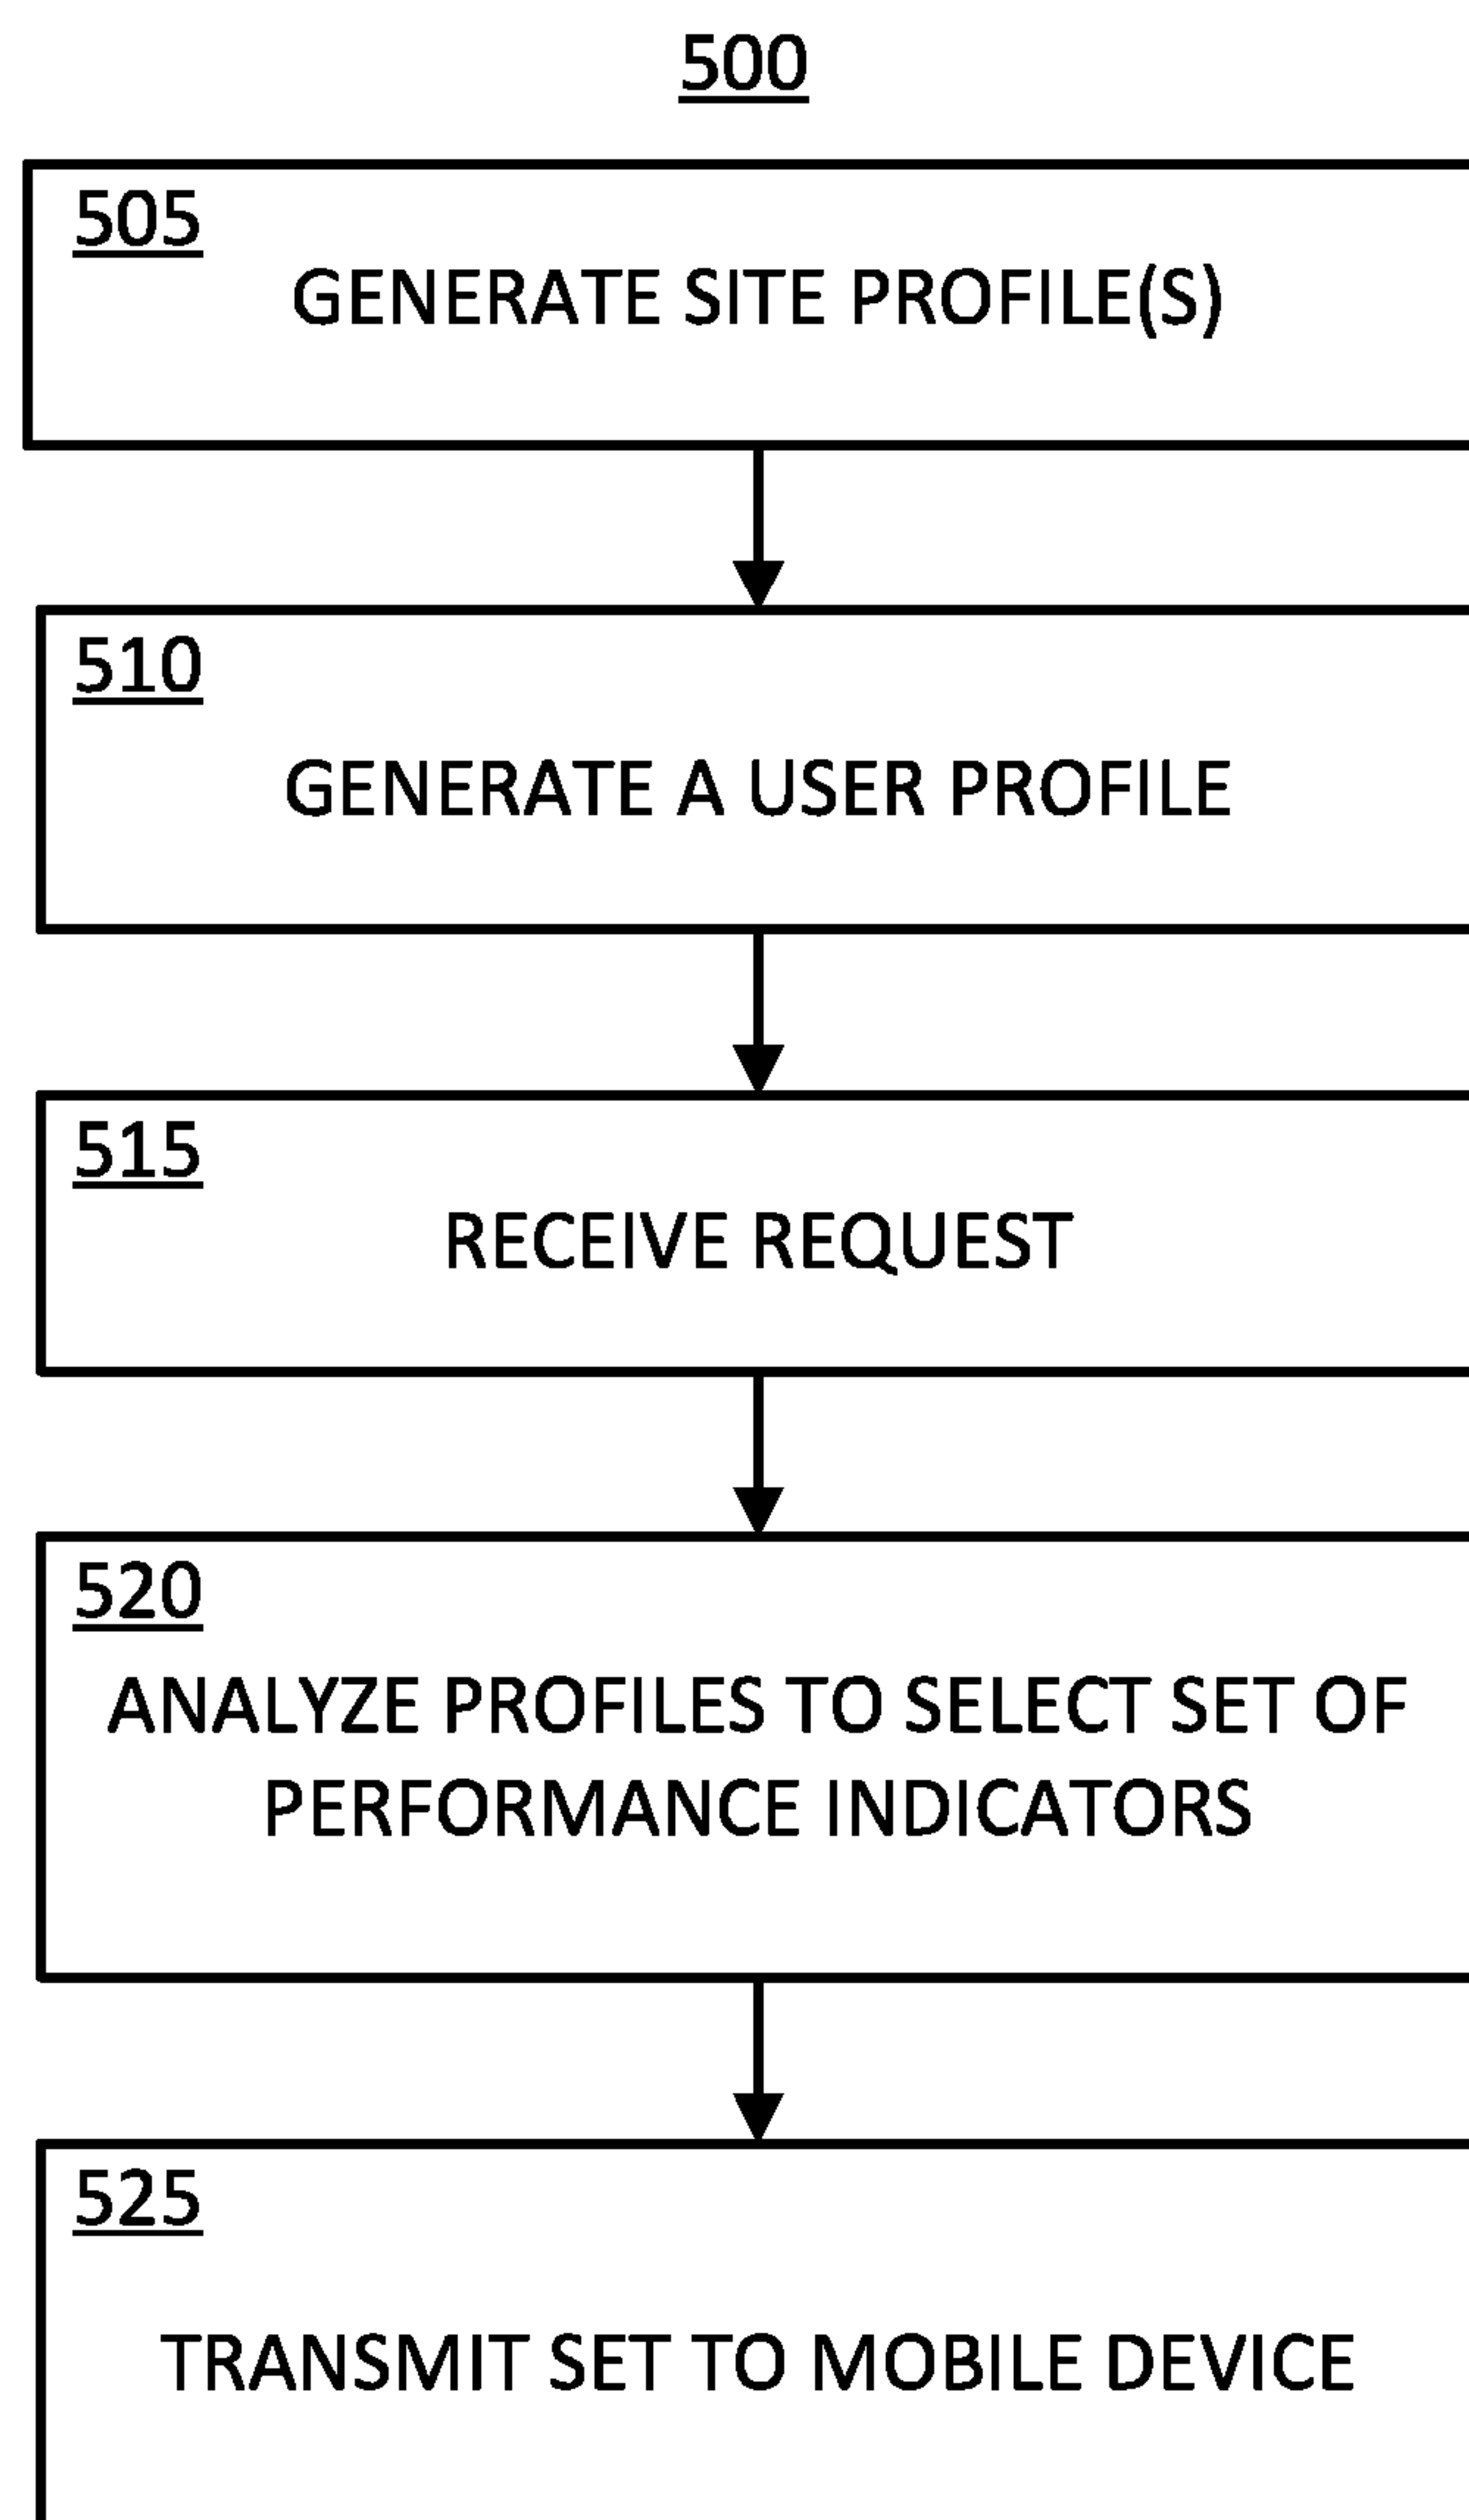 500
505
GENERATE SITE PROFILE(S)
510
GENERATE A USER PROFILE
515
RECEIVE REQUEST
520
ANALYZE PROFILES TO SELECT SET OF
PERFORMANCE INDICATORS
525
TRANSMIT SET TO MOBILE DEVICE